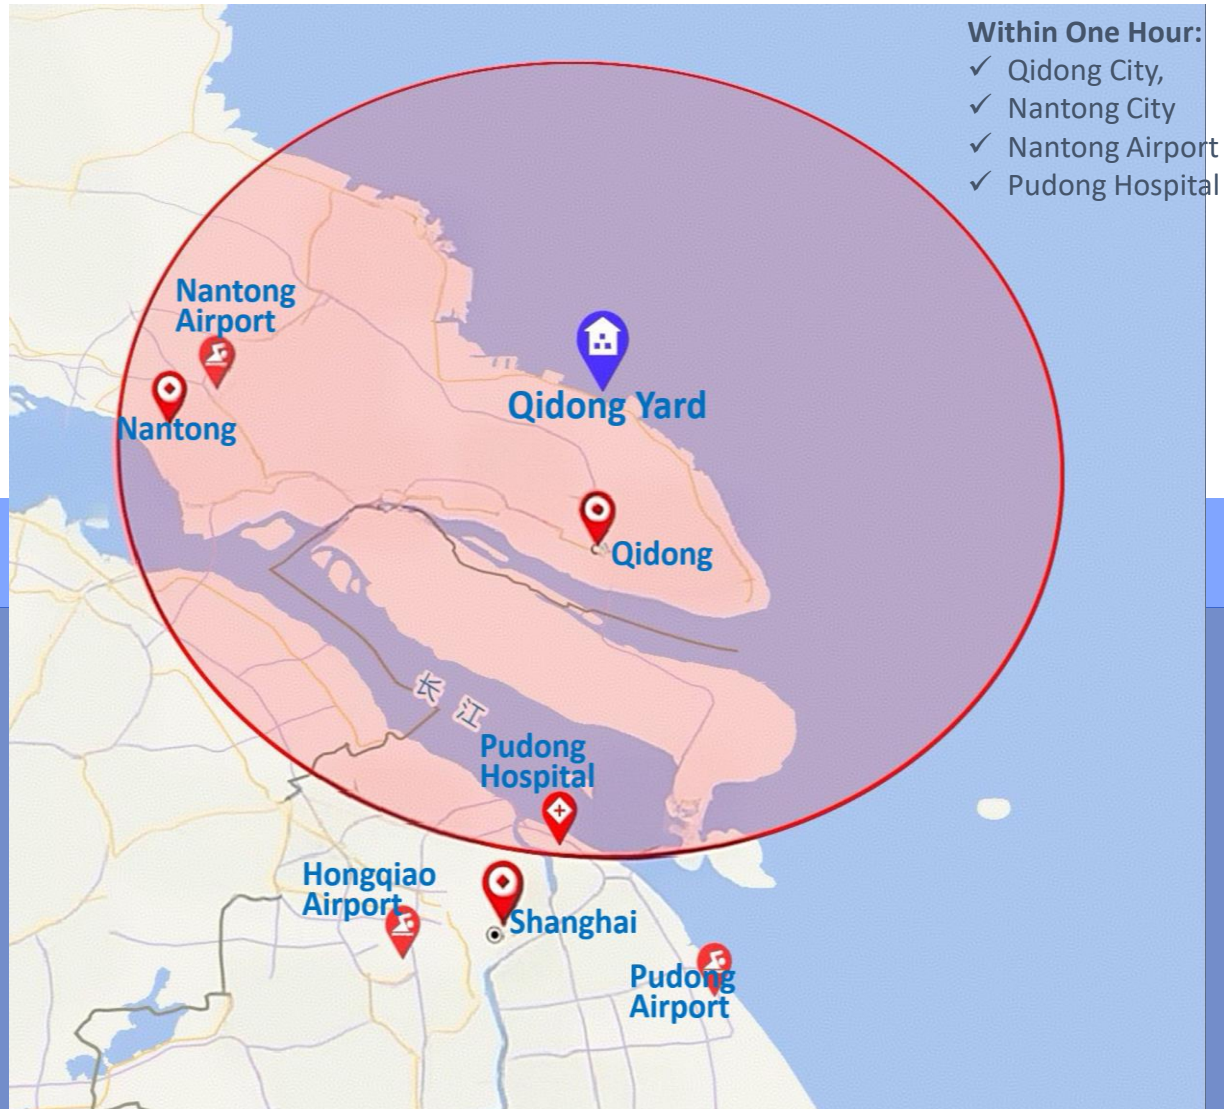 Within One Hour:
✓ Qidong City,
✓ Nantong City
✓ Nantong Airport
✓ Pudong Hospital
Nantong
Airport
Qidong Yard
Nantong
Qidong
长江
Pudong
Hospital
Hongqiao
Airport
Shanghai
Pudong
Airport